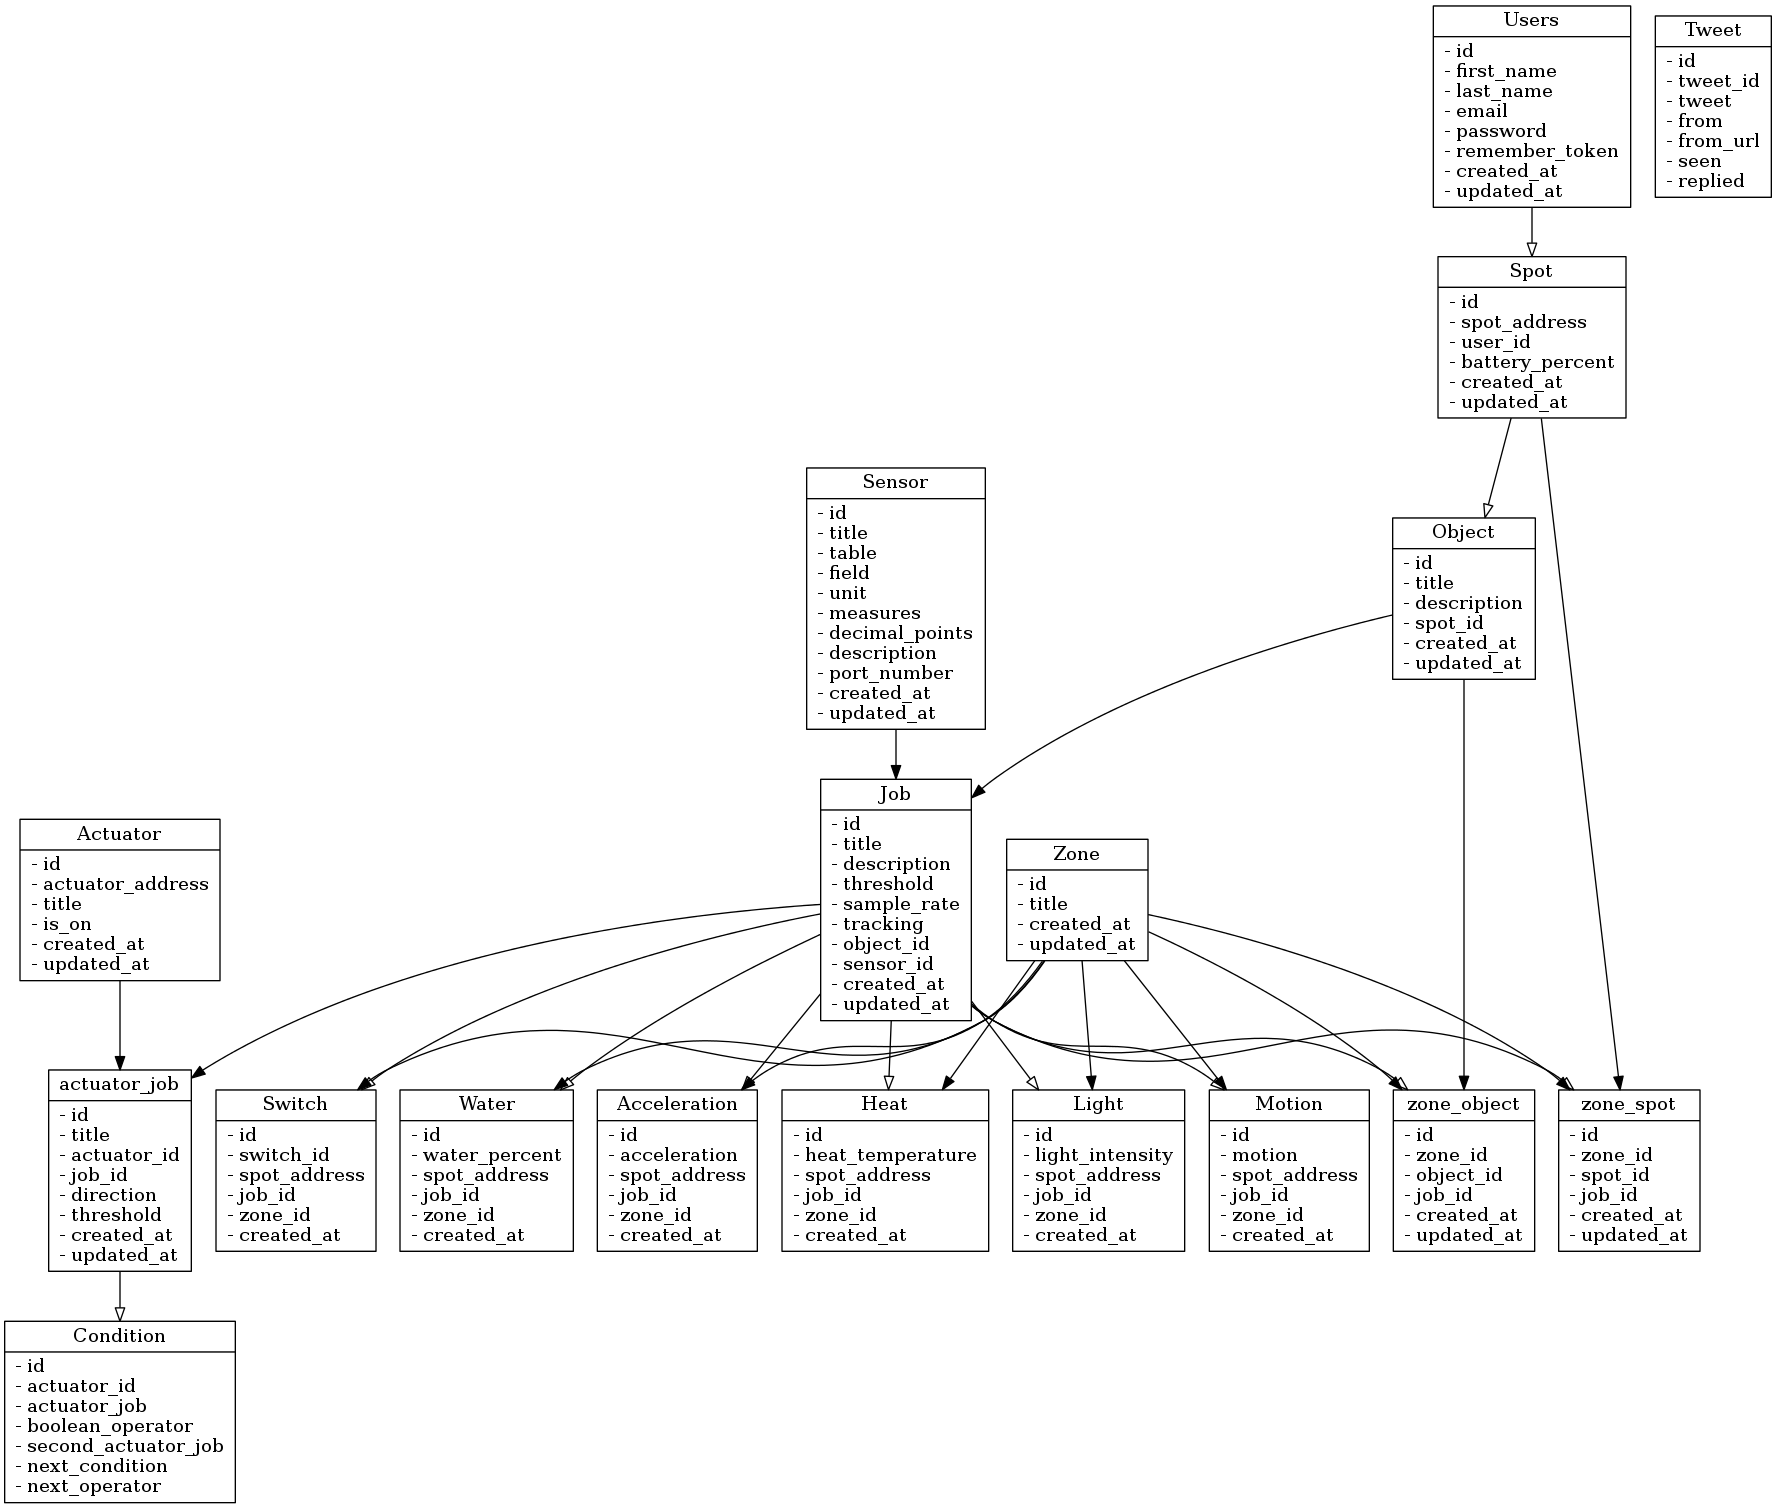 Users
- id
- first_name
- last_name
- email
- password
- remember_token
- created_at
- updated_at
Tweet
- id
- tweet_id
- tweet
- from
- from_url
- seen
- replied
Spot
- id
- spot_address
- user_id
- battery_percent
- created_at
- updated_at
Sensor
- id
- title
- table
- field
- unit
- measures
- decimal_points
- description
- port_number
- created_at
- updated_at
Object
- id
- title
- description
- spot_id
- created_at
- updated_at
Job
- id
- title
- description
- threshold
- sample_rate
- tracking
- object_id
- sensor_id
- created_at
- updated_at
Actuator
- id
- actuator_address
- title
- is_on
- created_at
- updated_at
Zone
- id
- title
- created_at
- updated_at
actuator_job
- id
- title
- actuator_id
- job_id
- direction
- threshold
- created_at
- updated_at
Switch
- id
- switch_id
- spot_address
- job_id
- zone_id
- created_at
Water
- id
- water_percent
- spot_address
- job_id
- zone_id
- created_at
Acceleration
- id
- acceleration
- spot_address
- job_id
- zone_id
- created_at
Heat
- id
- heat_temperature
- spot_address
- job_id
- zone_id
- created_at
Light
- id
- light_intensity
- spot_address
- job_id
- zone_id
- created_at
Motion
- id
- motion
- spot_address
- job_id
- zone_id
- created_at
zone_object
- id
- zone_id
- object_id
- job_id
- created_at
- updated_at
zone_spot
- id
- zone_id
- spot_id
- job_id
- created_at
- updated_at
Condition
- id
- actuator_id
- actuator_job
- boolean_operator
- second_actuator_job
- next_condition
- next_operator